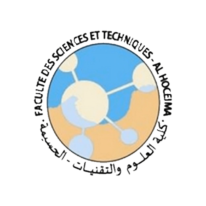 FACULTE DES SCIENCES ET TECHNIQUES - AL HOCEIMA
كلية العلوم والتقنيات - الحسيمة